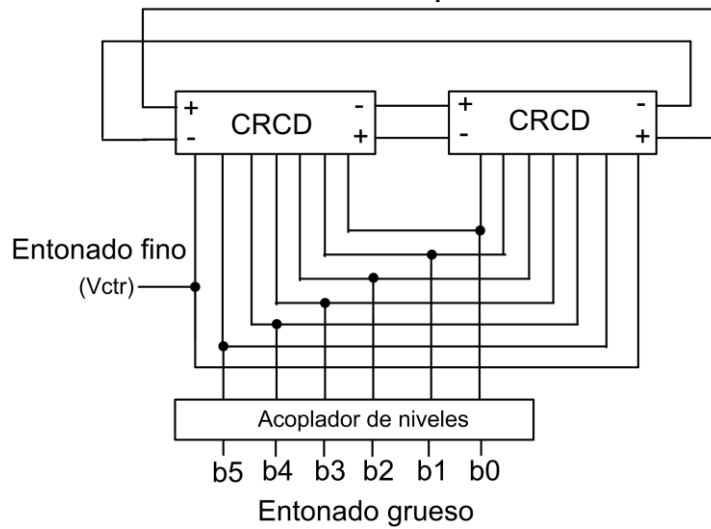 + - + -
CRCD CRCD
- + - +
Entonado fino
(Vctr)
Acoplador de niveles
b5 b4 b3 b2 b1 b0
Entonado grueso